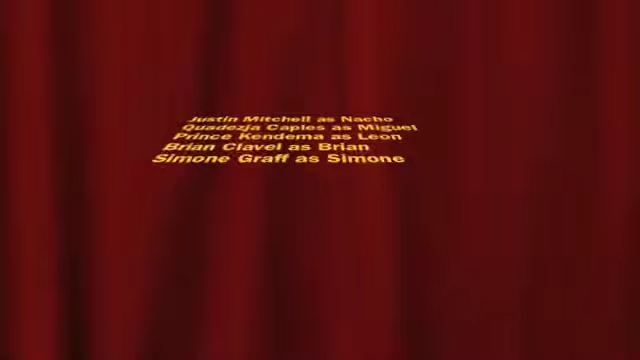 Justin Mitchell as Nacho
Quadezja Caples as Miguel
Prince Kendema as Leon
Brian Clavel as Brian
Simone Graff as Simone